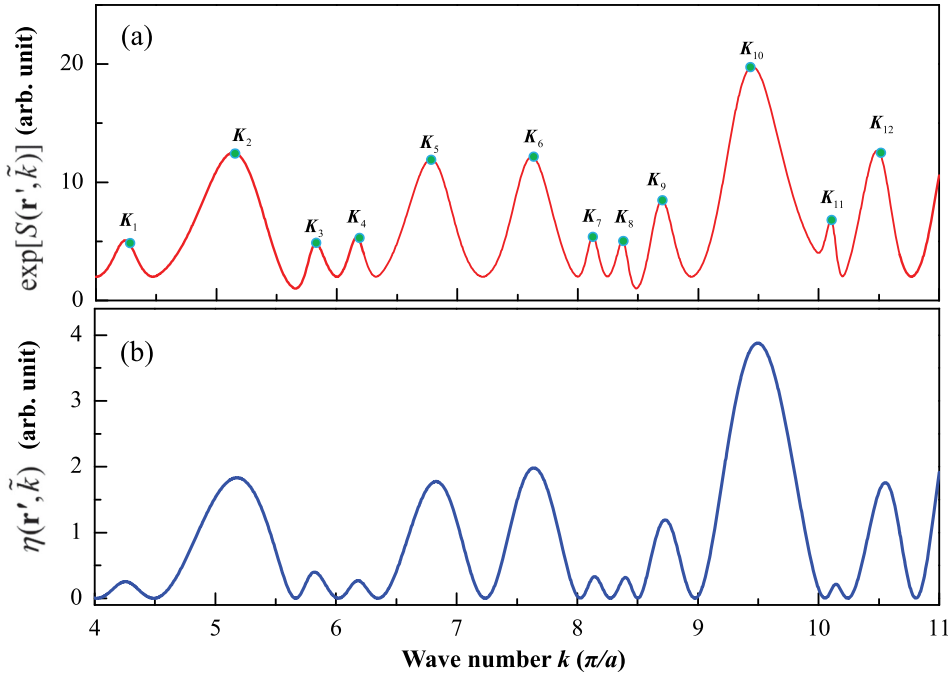 (a)
exp[S(r',k̃)] (arb. unit)
20
10
0
K1
K2
K3
K4
K5
K6
K7
K8
K9
K10
K11
K12
(b)
η(r',k̃) (arb. unit)
4
3
2
1
0
4 5 6 7 8 9 10 11
Wave number k (π/a)